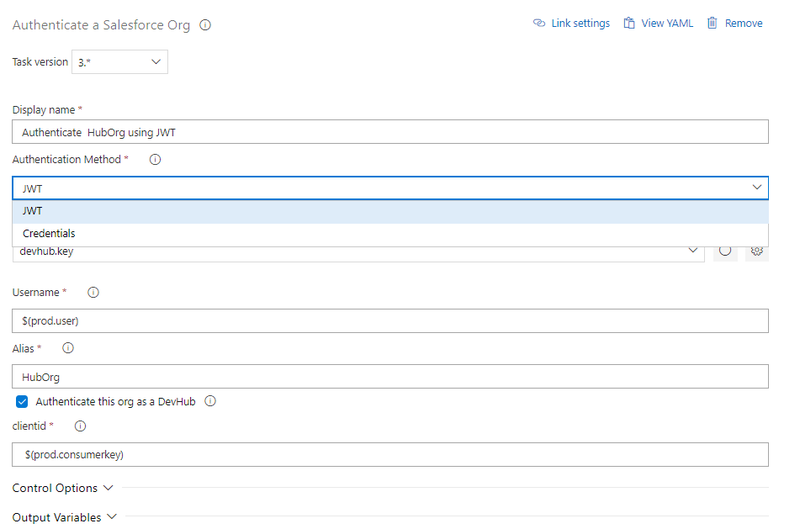 Authenticate a Salesforce Org
Link settings View YAML Remove
Task version 3.*
Display name *
Authenticate HubOrg using JWT
Authentication Method *
JWT
JWT
Credentials
devhub.key
Username *
$(prod.user)
Alias *
HubOrg
Authenticate this org as a DevHub
clientid *
$(prod.consumerkey)
Control Options
Output Variables